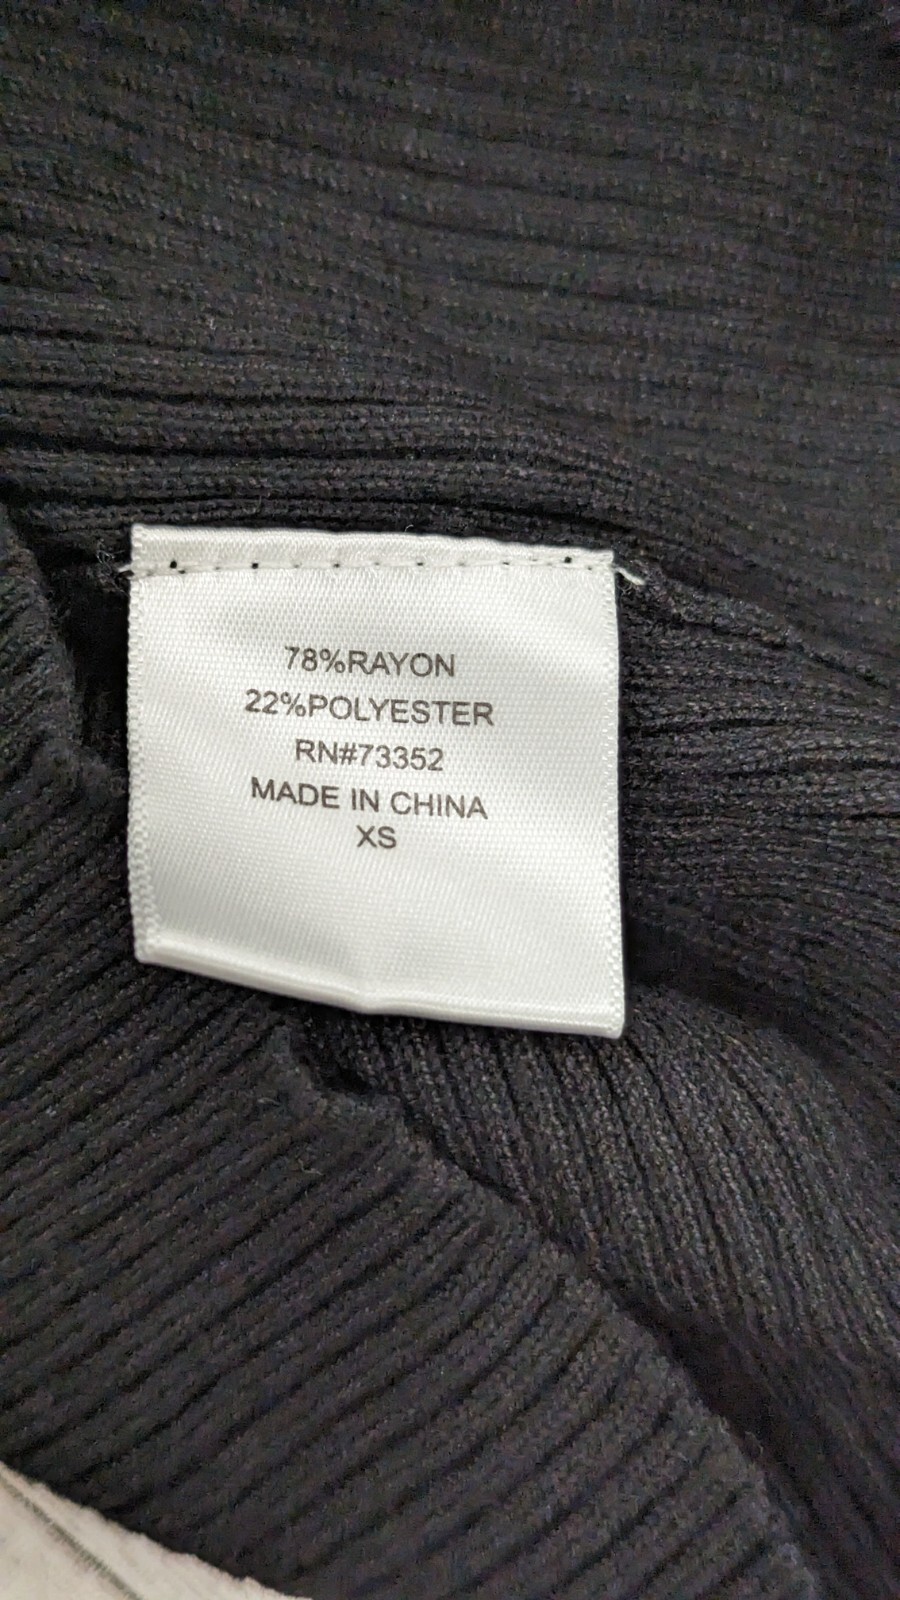 78%RAYON
22%POLYESTER
RN#73352
MADE IN CHINA
XS